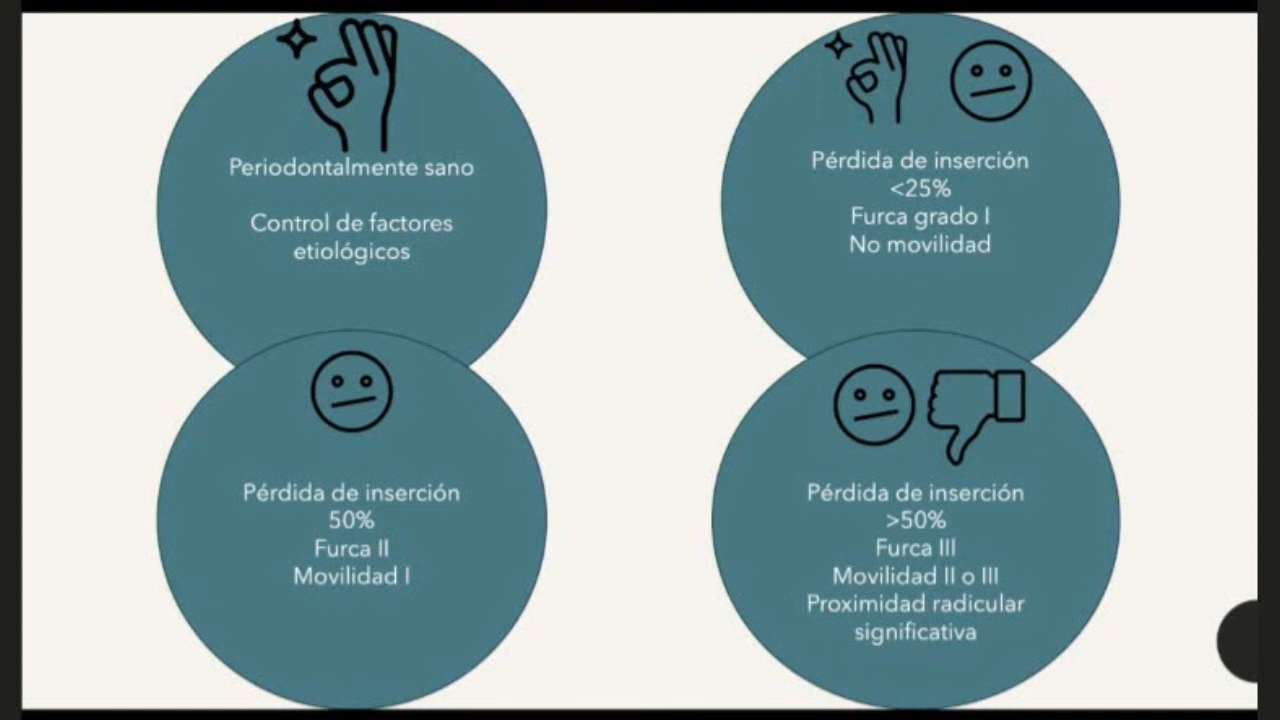 Periodontalmente sano
Control de factores
etiológicos
Pérdida de inserción
<25%
Furca grado I
No movilidad
Pérdida de inserción
50%
Furca II
Movilidad I
Pérdida de inserción
>50%
Furca III
Movilidad II o III
Proximidad radicular
significativa